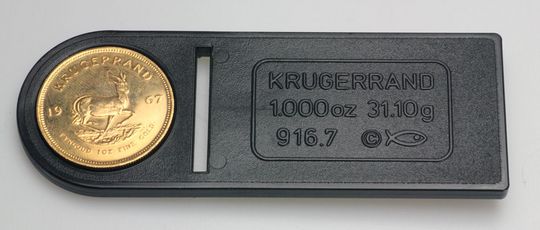 KRUGERRAND
19 67
FYNGOUD 1 OZ FINE GOLD
KRUGERRAND
1.000oz 31.10g
916.7 ©